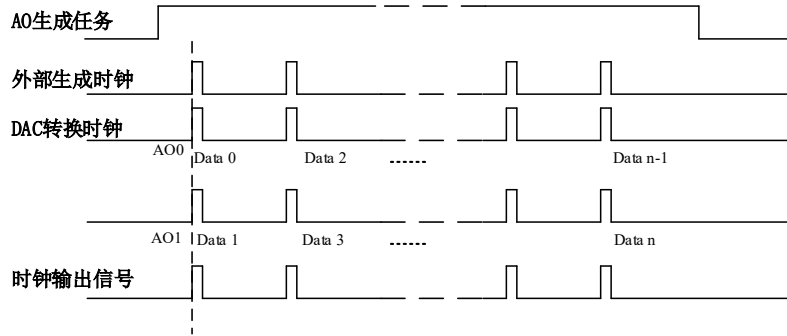 AO生成任务
外部生成时钟
DAC转换时钟
AO0 Data 0 Data 2 ...... Data n-1
AO1 Data 1 Data 3 ...... Data n
时钟输出信号